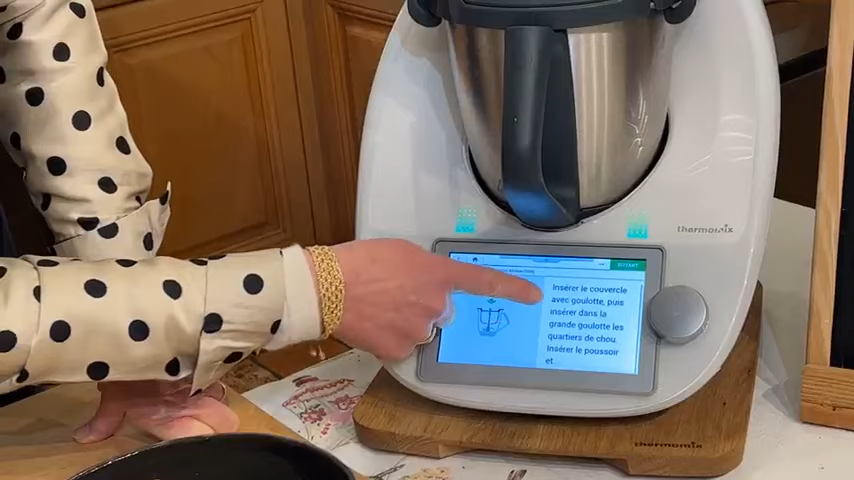 thermomix
SUIVANT
Insérer le couvercle
avec goulotte, puis
insérer dans la
grande goulotte les
quartiers de chou.
Insérer le poussoir
et
thermomix